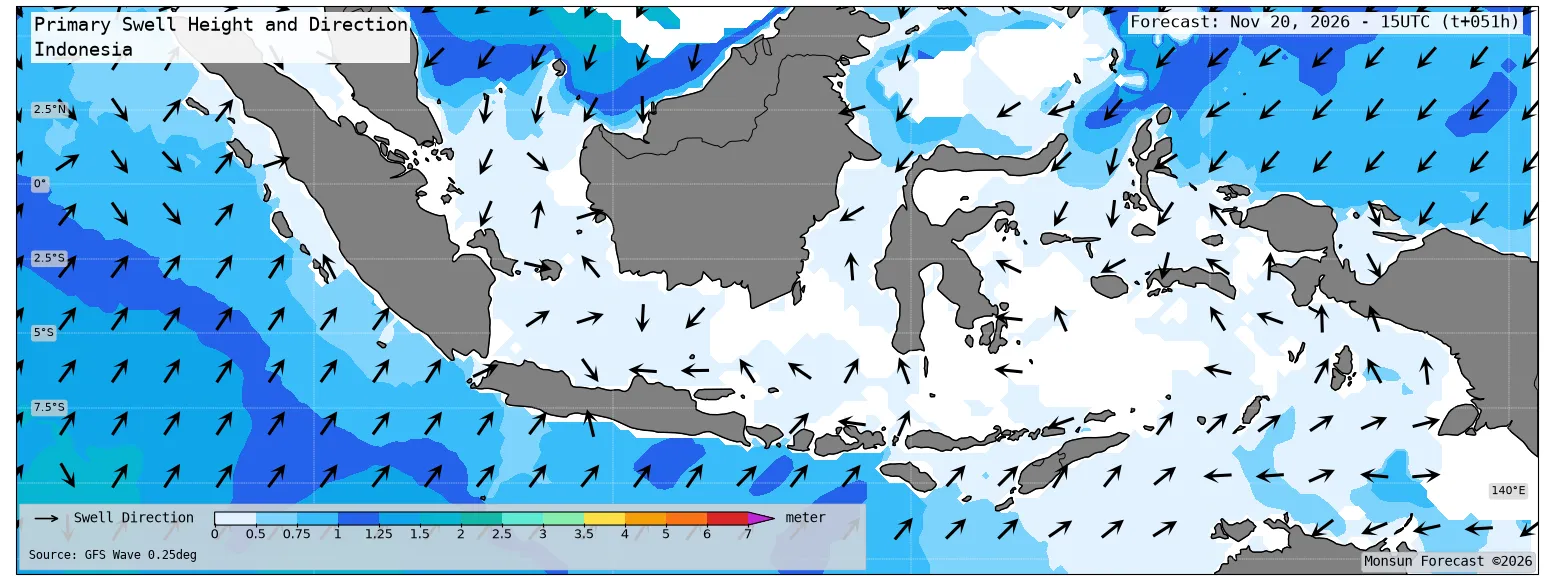 Primary Swell Height and Direction
Indonesia
Forecast: Nov 20, 2026 - 15UTC (t+051h)
2.5°N
0°
2.5°S
5°S
7.5°S
140°E
Swell Direction
0 0.5 0.75 1 1.25 1.5 2 2.5 3 3.5 4 5 6 7
meter
Source: GFS Wave 0.25deg
Monsun Forecast ©2026